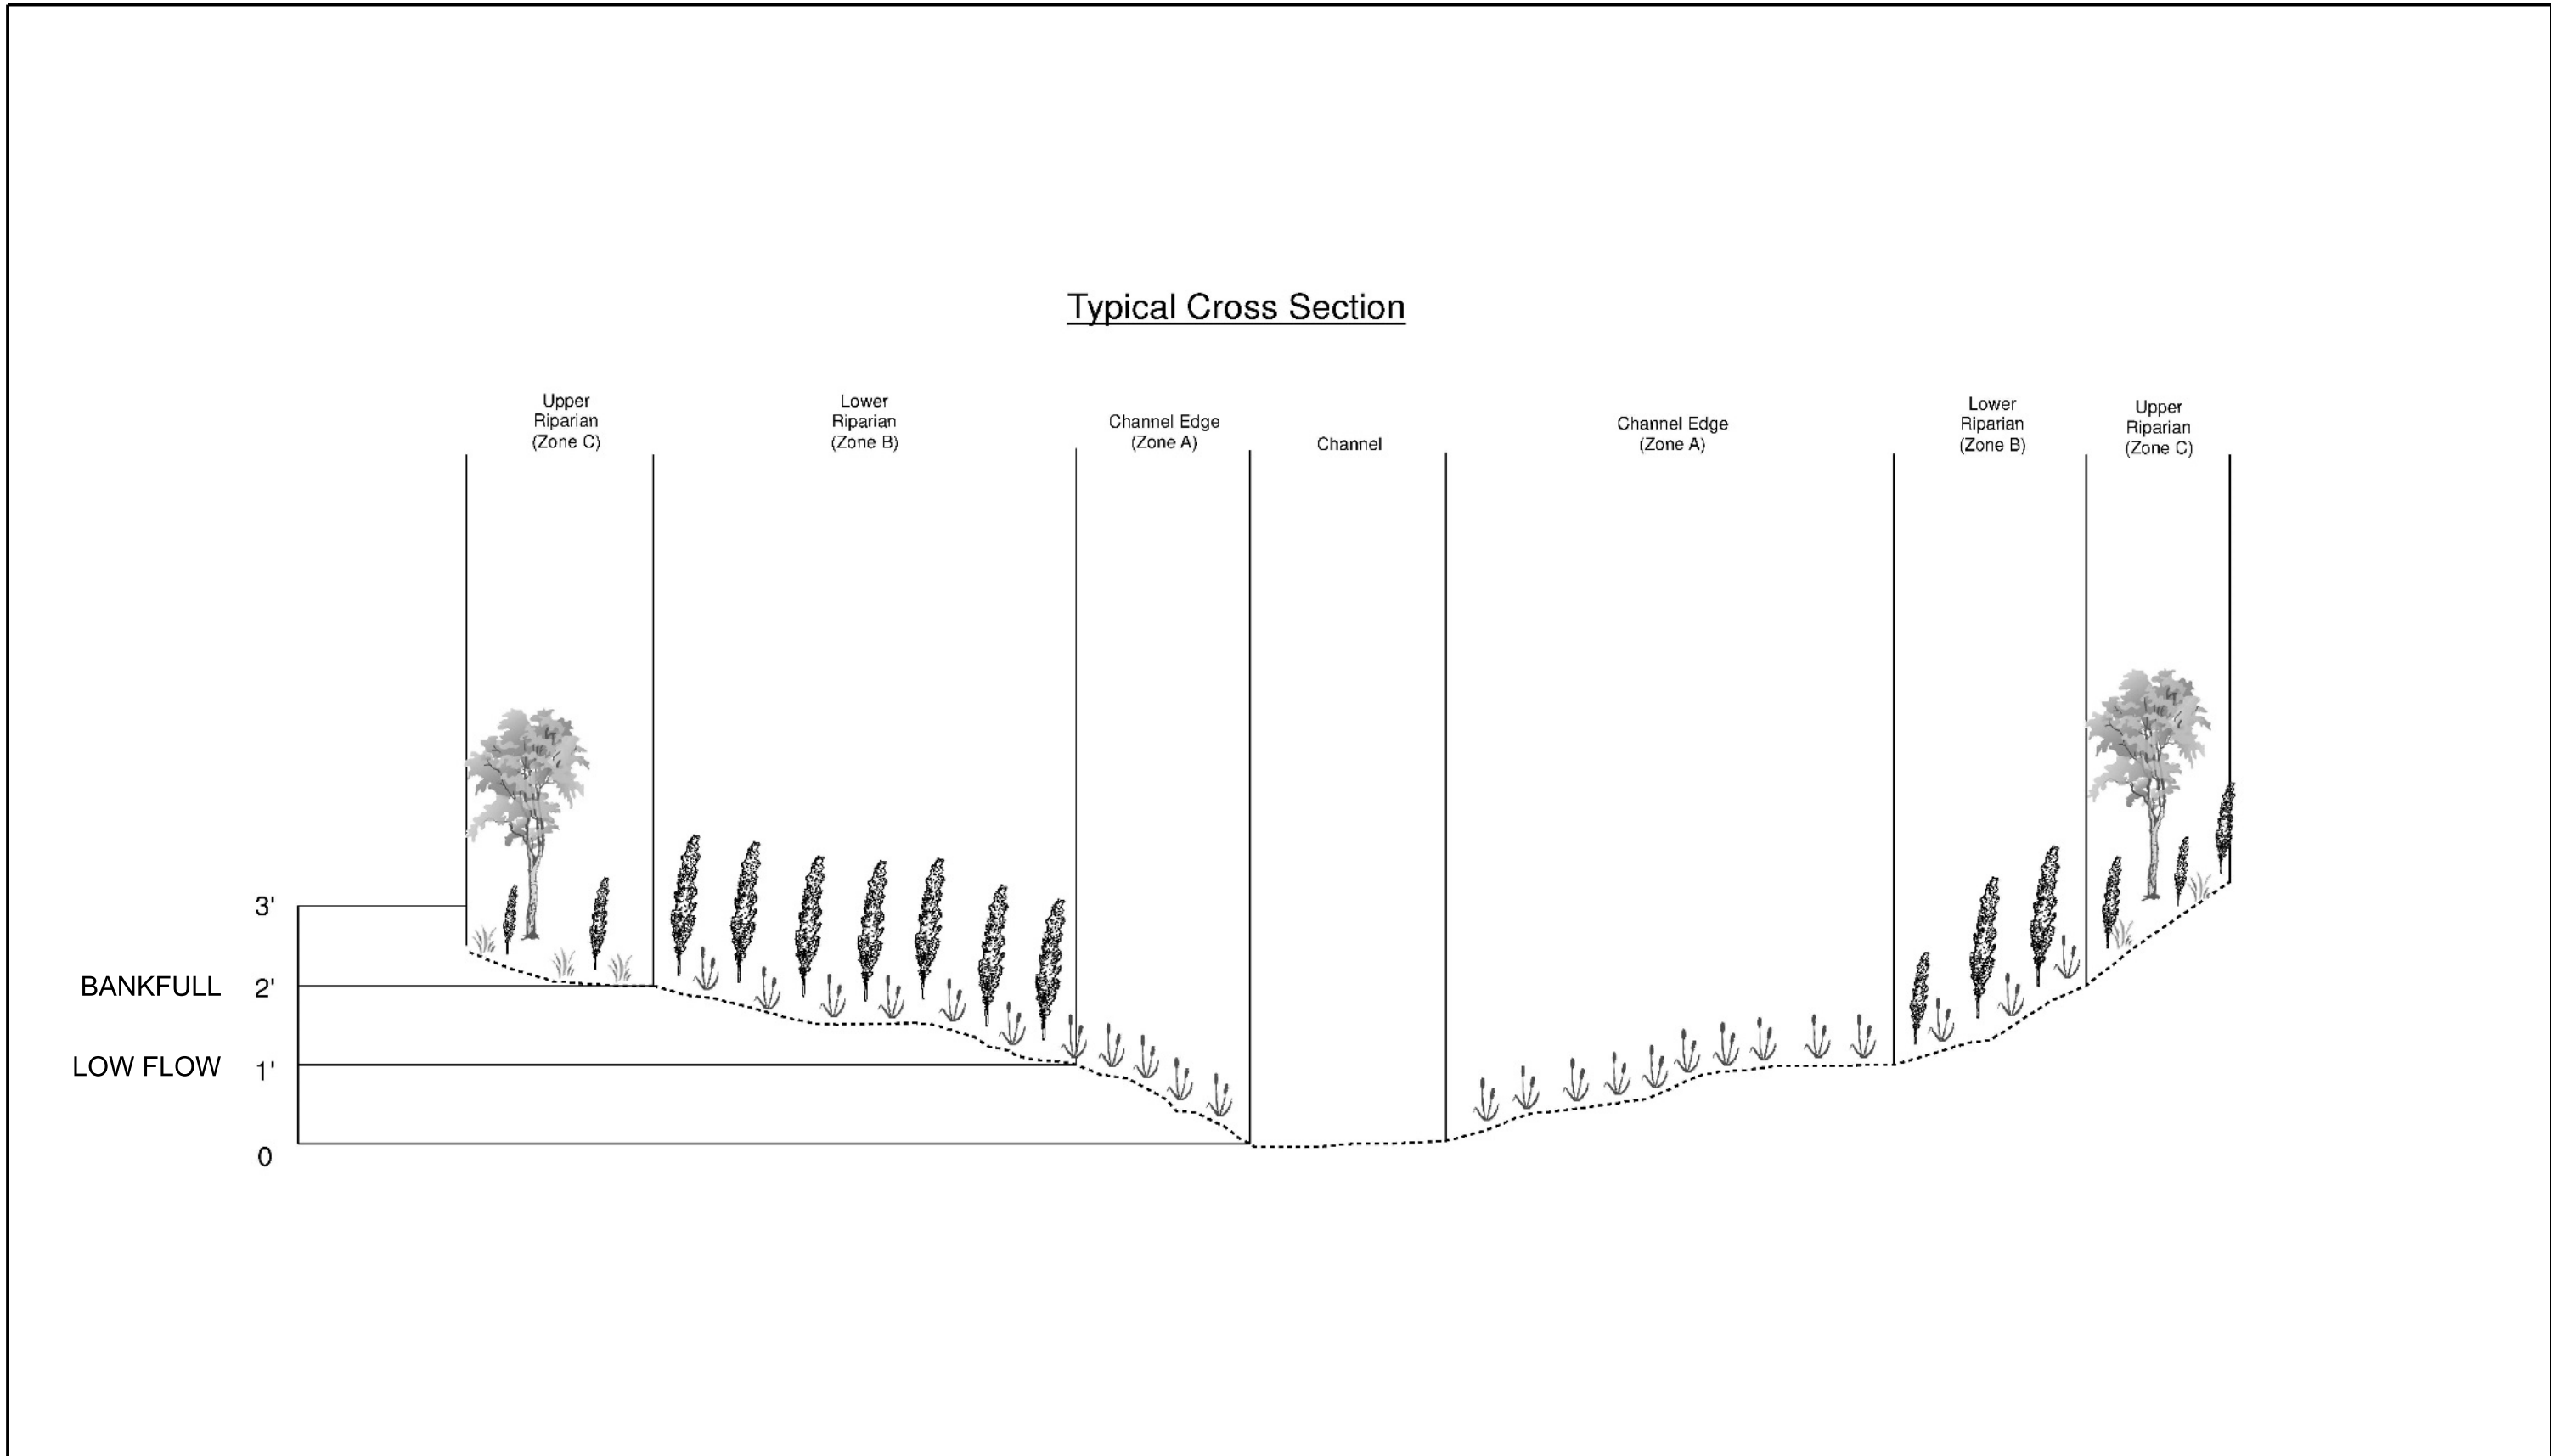 Typical Cross Section
Upper
Riparian
(Zone C)
Lower
Riparian
(Zone B)
Channel Edge
(Zone A)
Channel
Channel Edge
(Zone A)
Lower
Riparian
(Zone B)
Upper
Riparian
(Zone C)
3'
BANKFULL 2'
LOW FLOW 1'
0